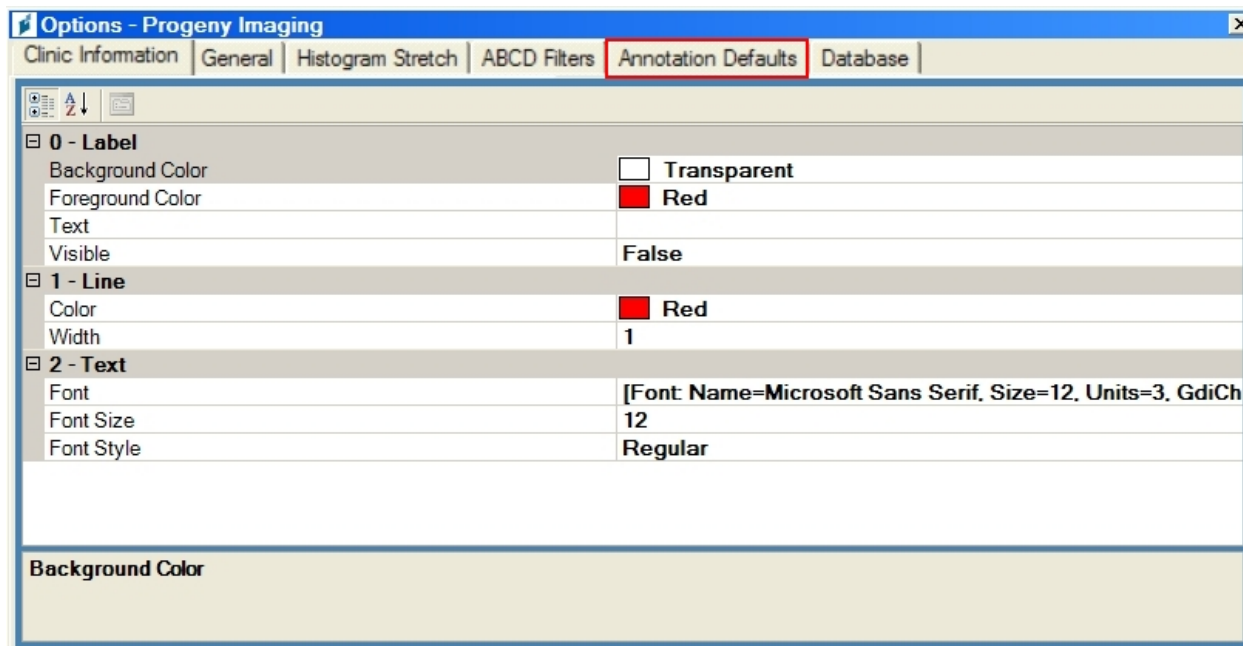 Options - Progeny Imaging
Clinic Information General Histogram Stretch ABCD Filters Annotation Defaults Database
0 - Label
Background Color Transparent
Foreground Color Red
Text
Visible False
1 - Line
Color Red
Width 1
2 - Text
Font [Font: Name=Microsoft Sans Serif, Size=12, Units=3, GdiCh
Font Size 12
Font Style Regular
Background Color